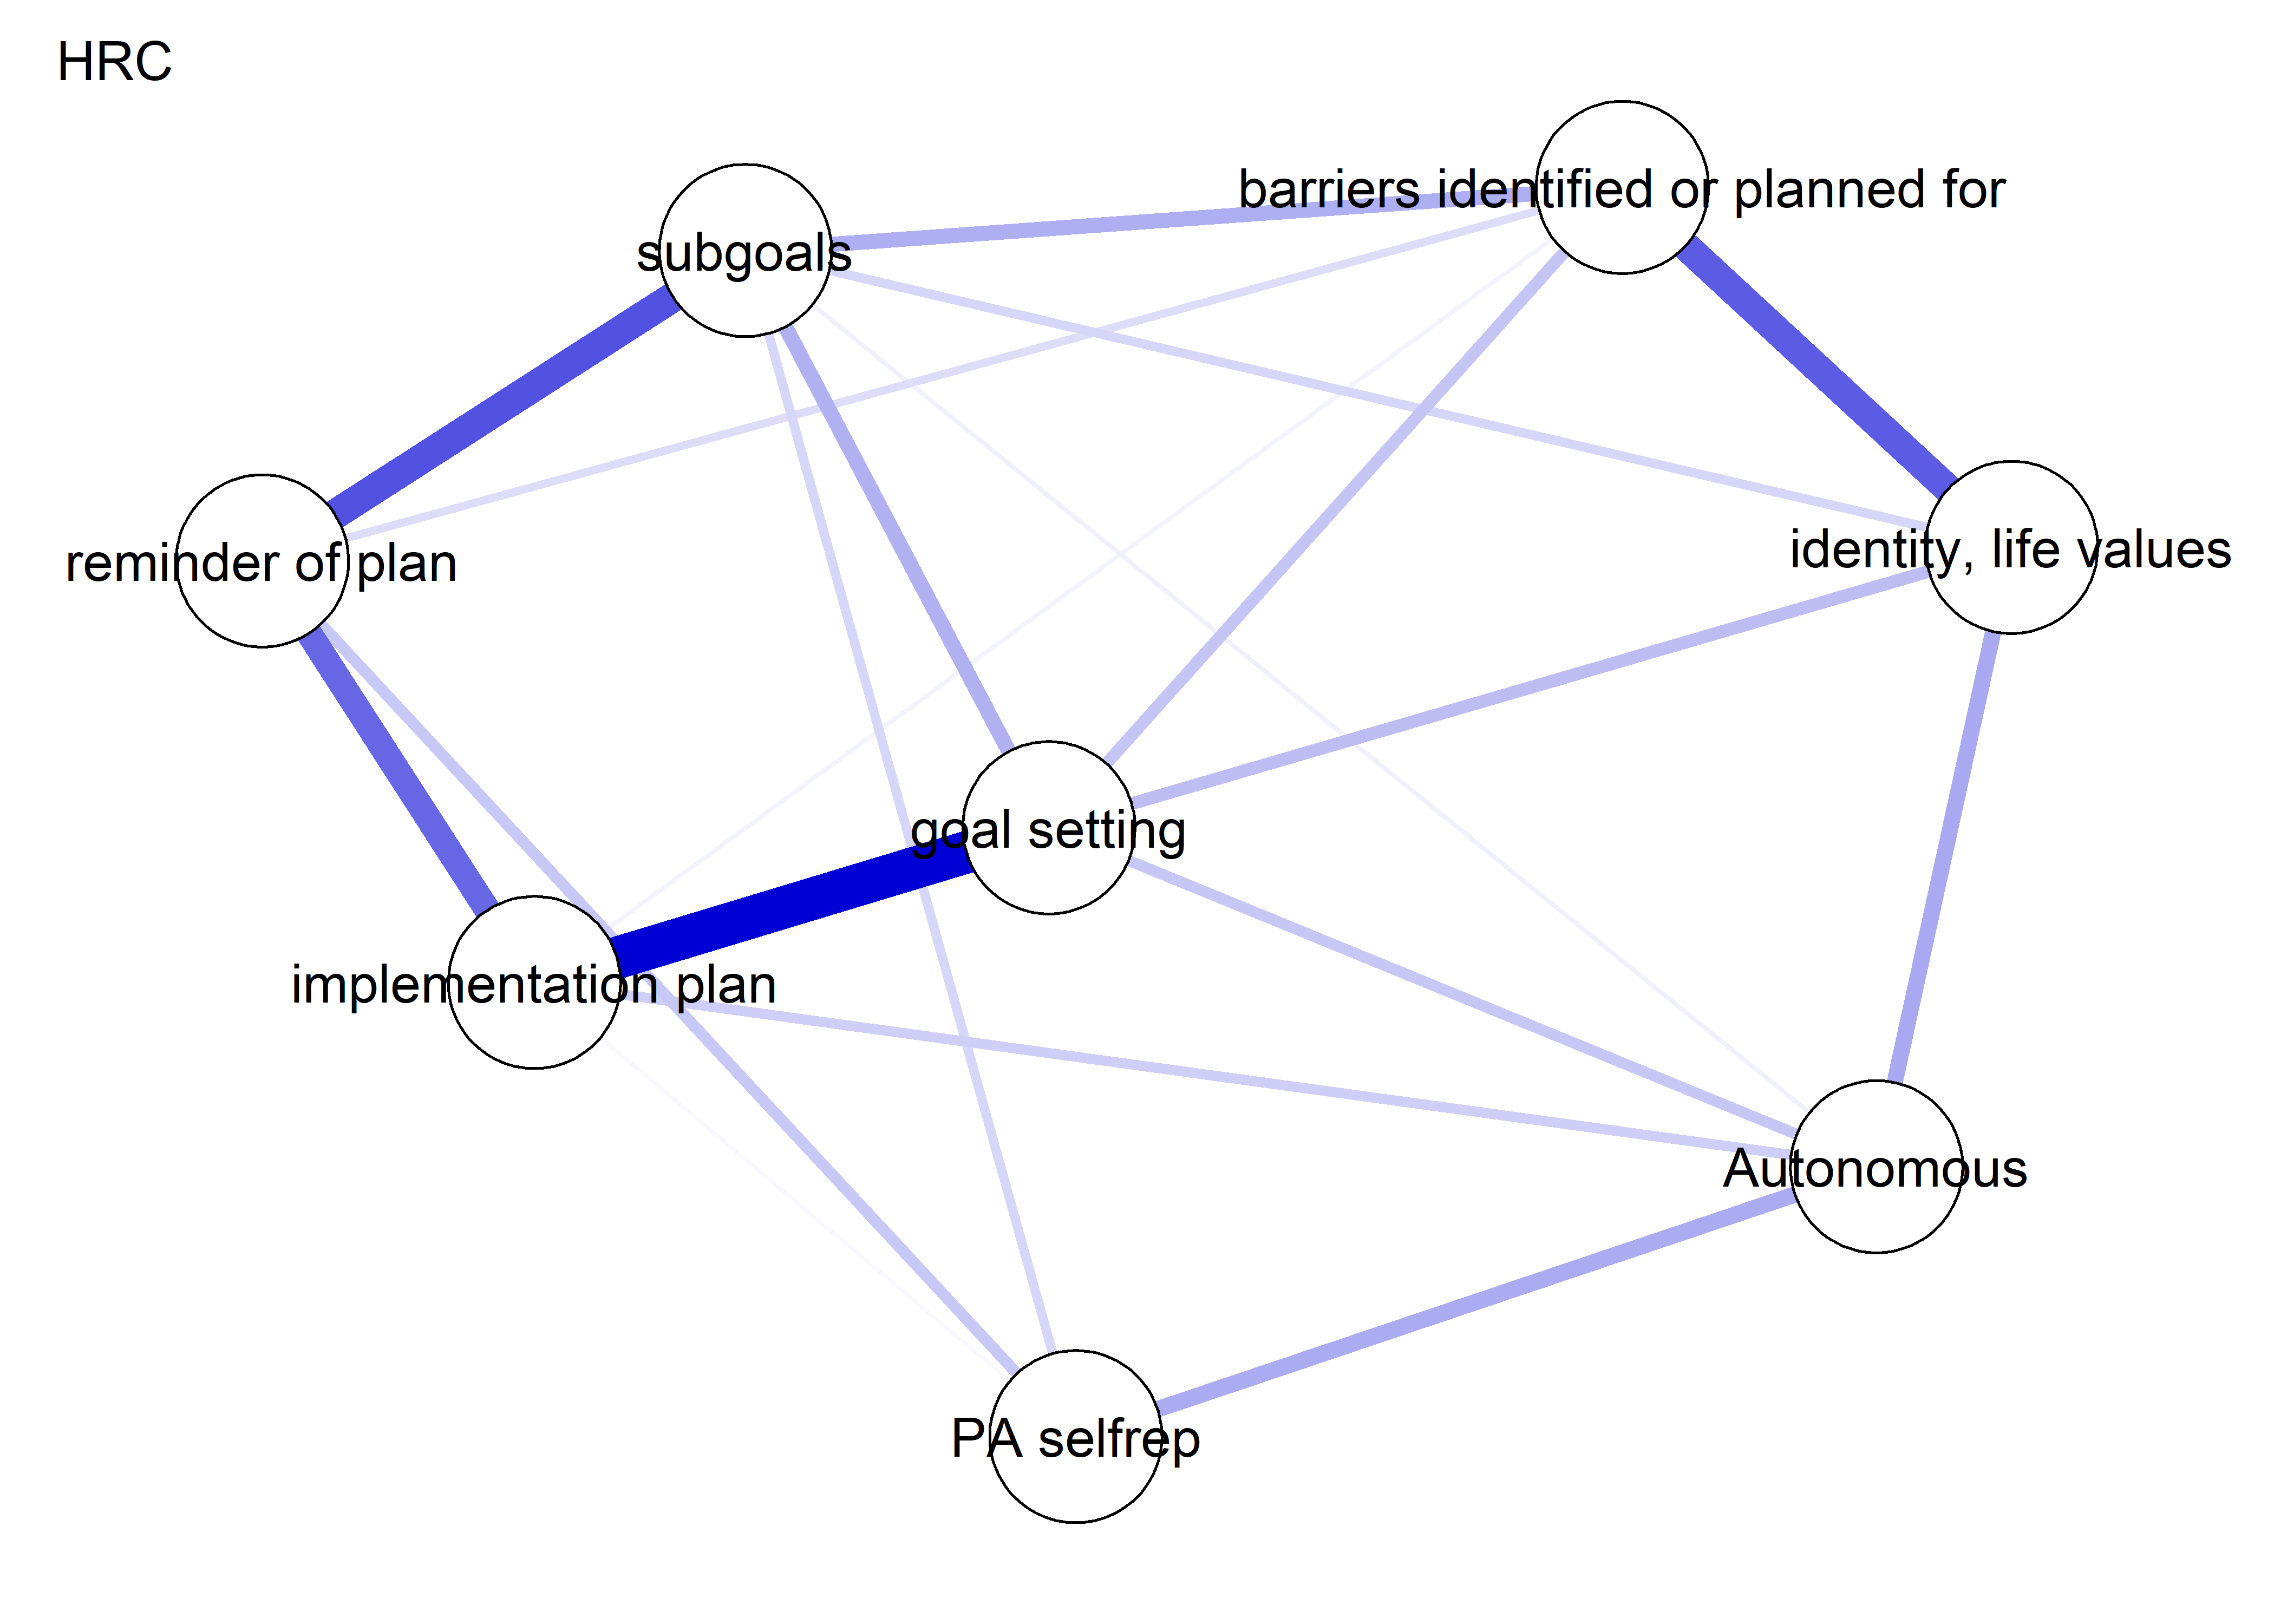 HRC
barriers identified or planned for
subgoals
identity, life values
reminder of plan
goal setting
implementation plan
Autonomous
PA selfrep